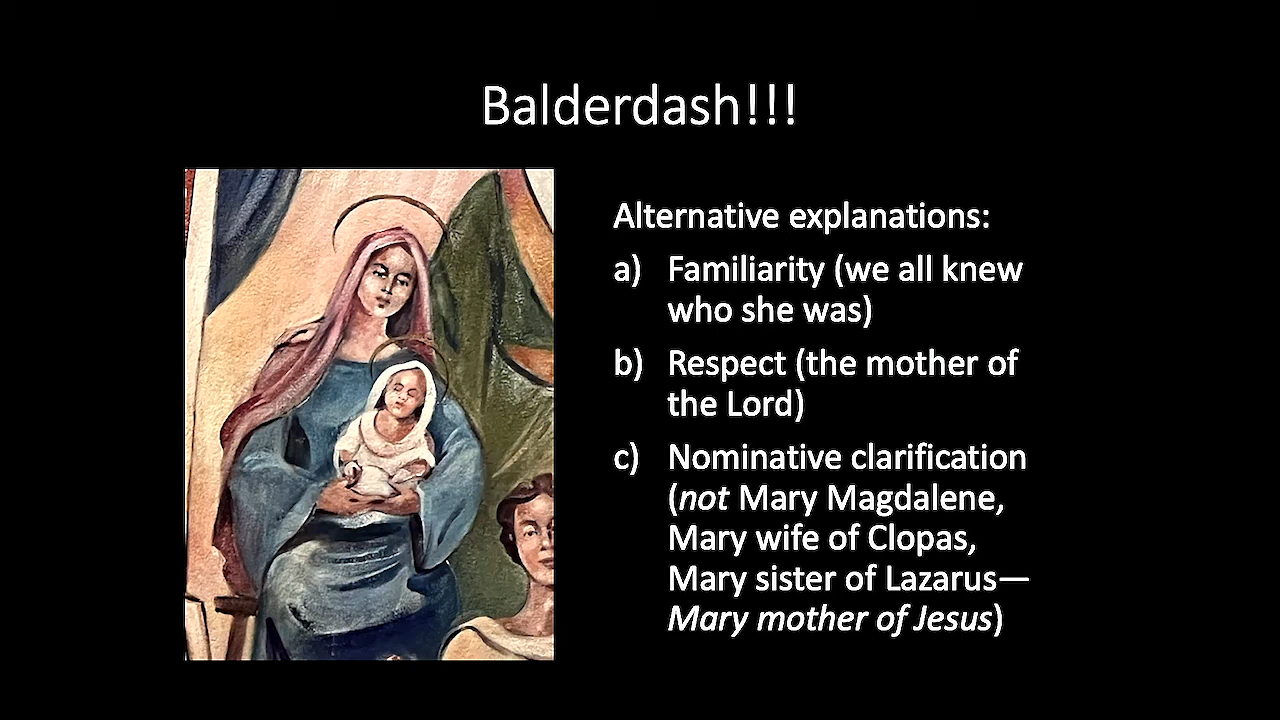 Balderdash!!!
Alternative explanations:
a) Familiarity (we all knew
who she was)
b) Respect (the mother of
the Lord)
c) Nominative clarification
(not Mary Magdalene,
Mary wife of Clopas,
Mary sister of Lazarus—
Mary mother of Jesus)